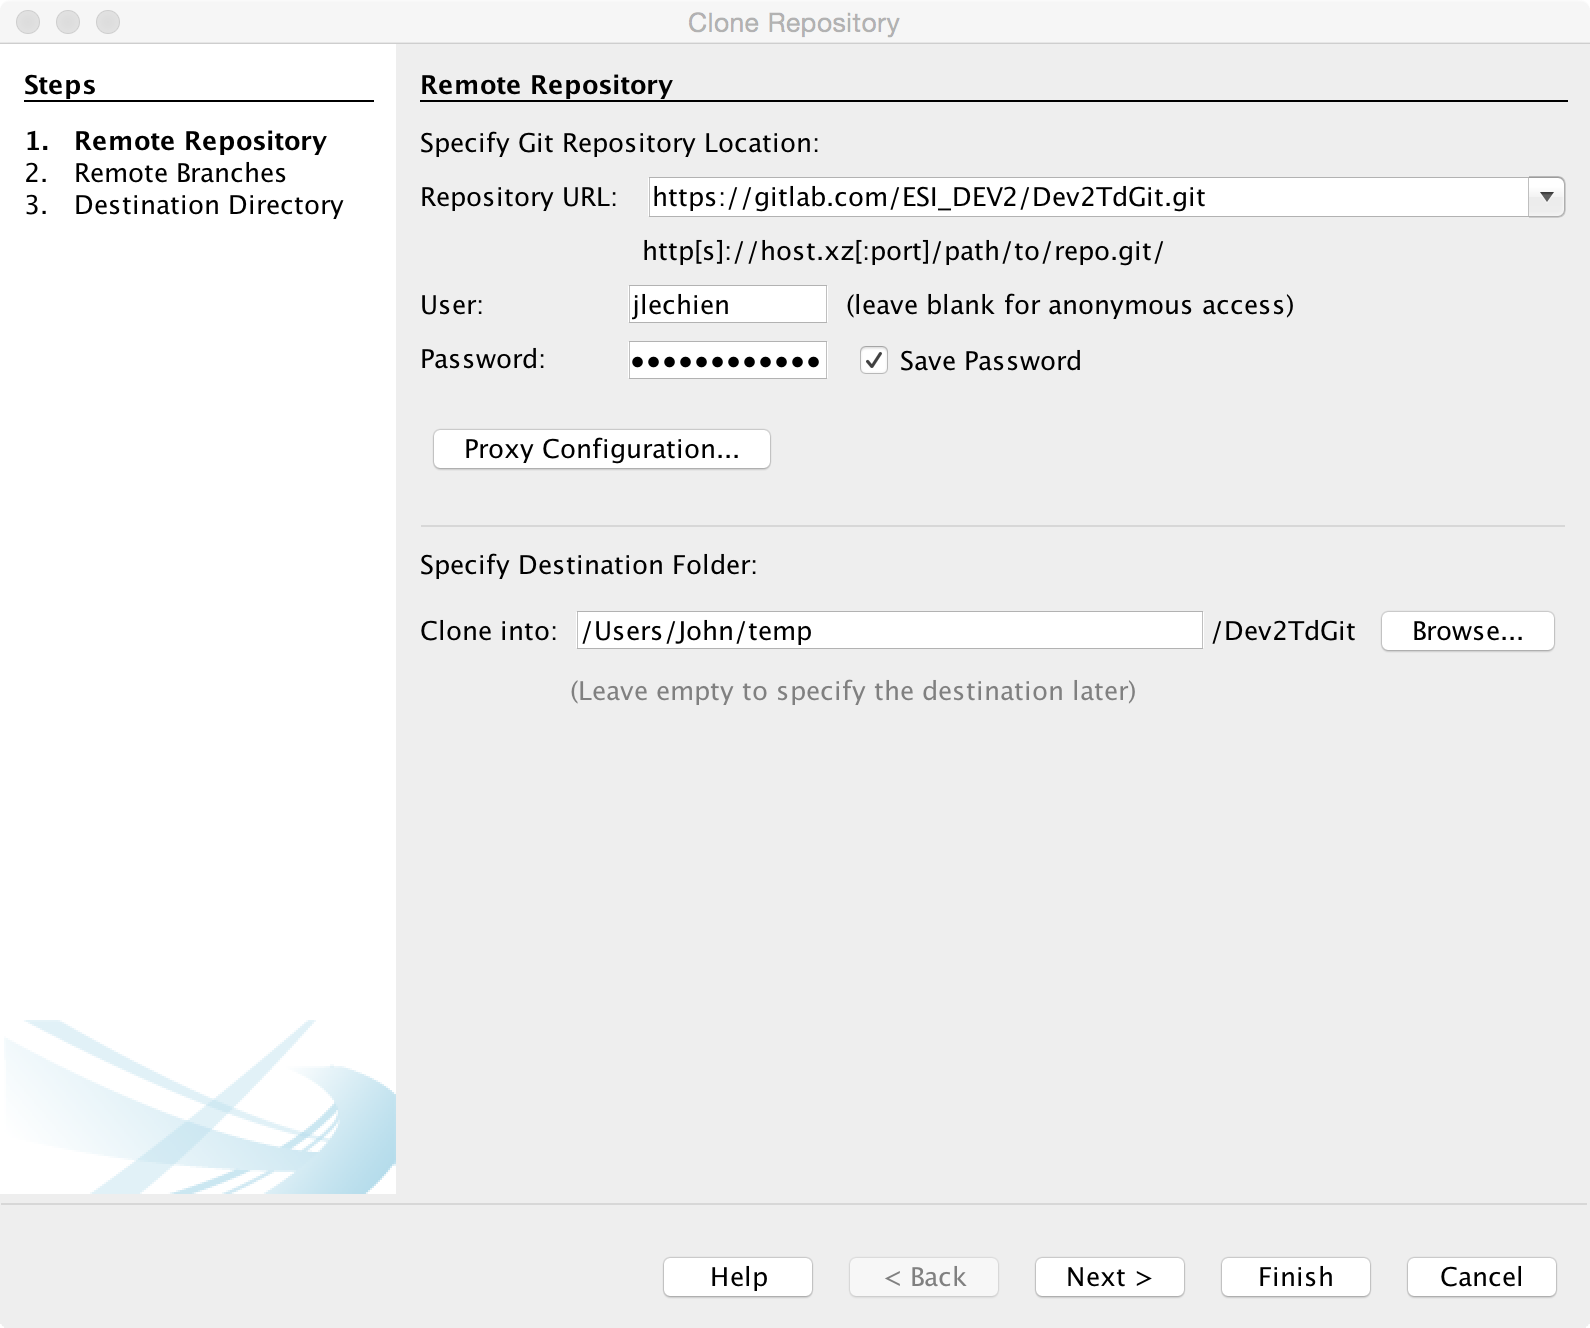 Clone Repository
Steps
1. Remote Repository
2. Remote Branches
3. Destination Directory
Remote Repository
Specify Git Repository Location:
Repository URL: https://gitlab.com/ESI_DEV2/Dev2TdGit.git
http[s]://host.xz[:port]/path/to/repo.git/
User: jlechien (leave blank for anonymous access)
Password: ●●●●●●●●●●●● Save Password
Proxy Configuration...
Specify Destination Folder:
Clone into: /Users/John/temp /Dev2TdGit Browse...
(Leave empty to specify the destination later)
Help < Back Next > Finish Cancel